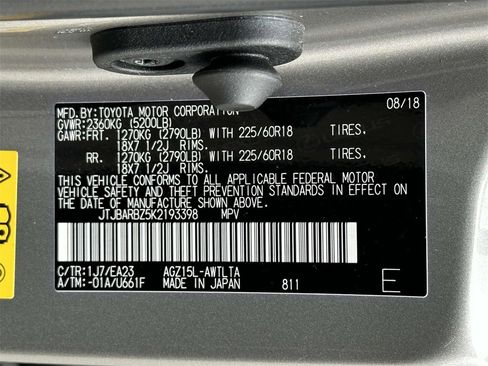 MFD.BY:TOYOTA MOTOR CORPORATION 08/18
GVWR:2360KG (5200LB)
GAWR:FRT. 1270KG (2790LB) WITH 225/60R18 TIRES.
18X7 1/2J RIMS.
RR. 1270KG (2790LB) WITH 225/60R18 TIRES.
18X7 1/2J RIMS.
THIS VEHICLE CONFORMS TO ALL APPLICABLE FEDERAL MOTOR
VEHICLE SAFETY AND THEFT PREVENTION STANDARDS IN EFFECT ON
THE DATE OF MANUFACTURE SHOWN ABOVE.
JTJBARBZ5K2193398 MPV
C/TR:1J7/EA23 AGZ15L-AWTLTA
A/TM:-01A/U661F MADE IN JAPAN 811 E